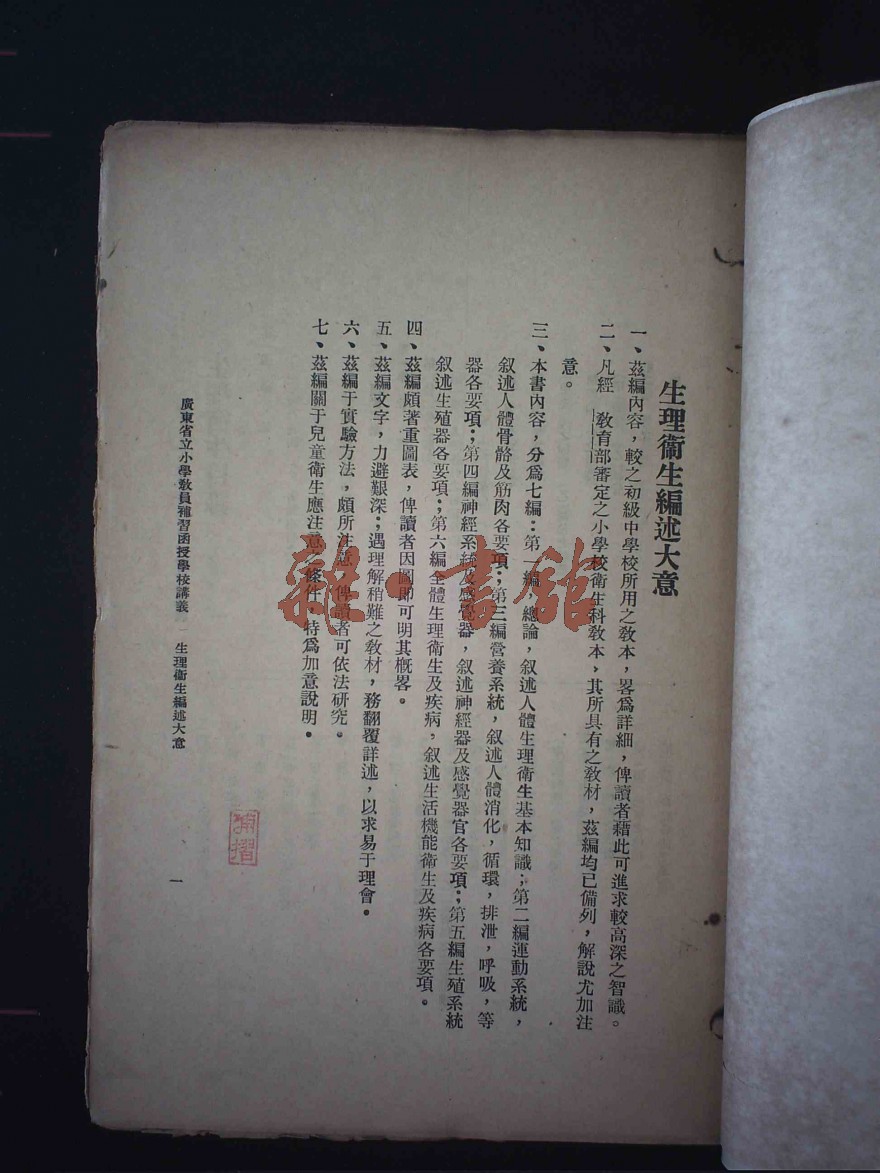 生理衞生編述大意
一、茲編內容，較之初級中學校所用之教本，畧爲詳細，俾讀者藉此可進求較高深之智識。
二、凡經　教育部審定之小學校衞生科教本，其所具有之教材，茲編均已備列，解說尤加注
意。
三、本書內容，分爲七編：第一編　總論，叙述人體生理衞生基本知識；第二編運動系統，
叙述人體骨骼及筋肉各要項；第三編營養系統，叙述人體消化，循環，排泄，呼吸，等
器各要項；第四編神經系統及感覺器，叙述神經器及感覺器官各要項；第五編生殖系統
叙述生殖器各要項；第六編全體生理衞生及疾病，叙述生活機能衞生及疾病各要項。
四、茲編頗著重圖表，俾讀者因圖即可明其概畧。
五、茲編文字，力避艱深；遇理解稍難之教材，務翻覆詳述，以求易于理會。
六、茲編于實驗方法，頗所注意，俾讀者可依法研究。
七、茲編關于兒童衞生應注意條件，特爲加意說明。
廣東省立小學教員補習函授學校講義　生理衞生編述大意
一
雜·書館